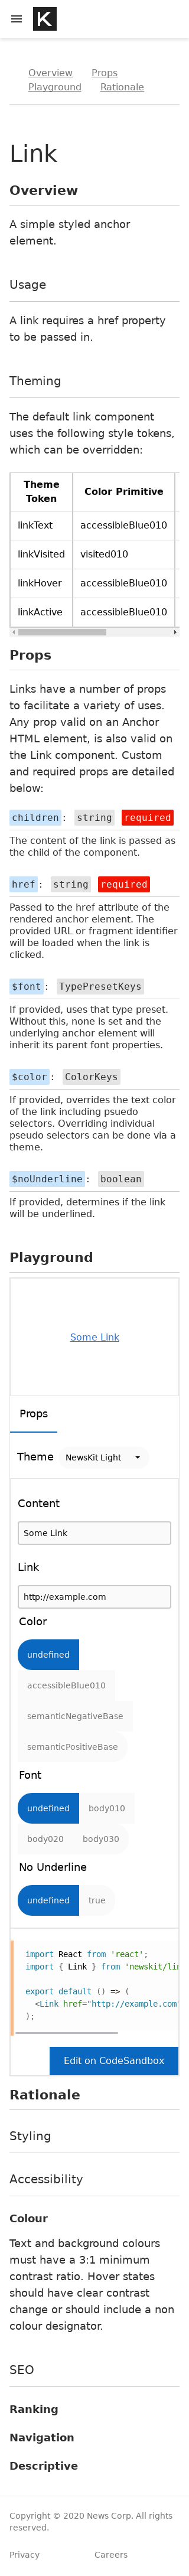 Overview
Props
Playground
Rationale
Link
Overview
A simple styled anchor
element.
Usage
A link requires a href property
to be passed in.
Theming
The default link component
uses the following style tokens,
which can be overridden:
Theme Token
Color Primitive
linkText
accessibleBlue010
linkVisited
visited010
linkHover
accessibleBlue010
linkActive
accessibleBlue010
Props
Links have a number of props
to facilitate a variety of uses.
Any prop valid on an Anchor
HTML element, is also valid on
the Link component. Custom
and required props are detailed
below:
children: string required
The content of the link is passed as
the child of the component.
href: string required
Passed to the href attribute of the
rendered anchor element. The
provided URL or fragment identifier
will be loaded when the link is
clicked.
$font: TypePresetKeys
If provided, uses that type preset.
Without this, none is set and the
underlying anchor element will
inherit its parent font properties.
$color: ColorKeys
If provided, overrides the text color
of the link including psuedo
selectors. Overriding individual
pseudo selectors can be done via a
theme.
$noUnderline: boolean
If provided, determines if the link
will be underlined.
Playground
Some Link
Props
Theme NewsKit Light
Content
Some Link
Link
http://example.com
Color
undefined
accessibleBlue010
semanticNegativeBase
semanticPositiveBase
Font
undefined body010
body020 body030
No Underline
undefined true
import React from 'react';
import { Link } from 'newskit/lin
export default () => (
<Link href="http://example.com"
);
Edit on CodeSandbox
Rationale
Styling
Accessibility
Colour
Text and background colours
must have a 3:1 minimum
contrast ratio. Hover states
should have clear contrast
change or should include a non
colour designator.
SEO
Ranking
Navigation
Descriptive
Copyright © 2020 News Corp. All rights
reserved.
Privacy
Careers